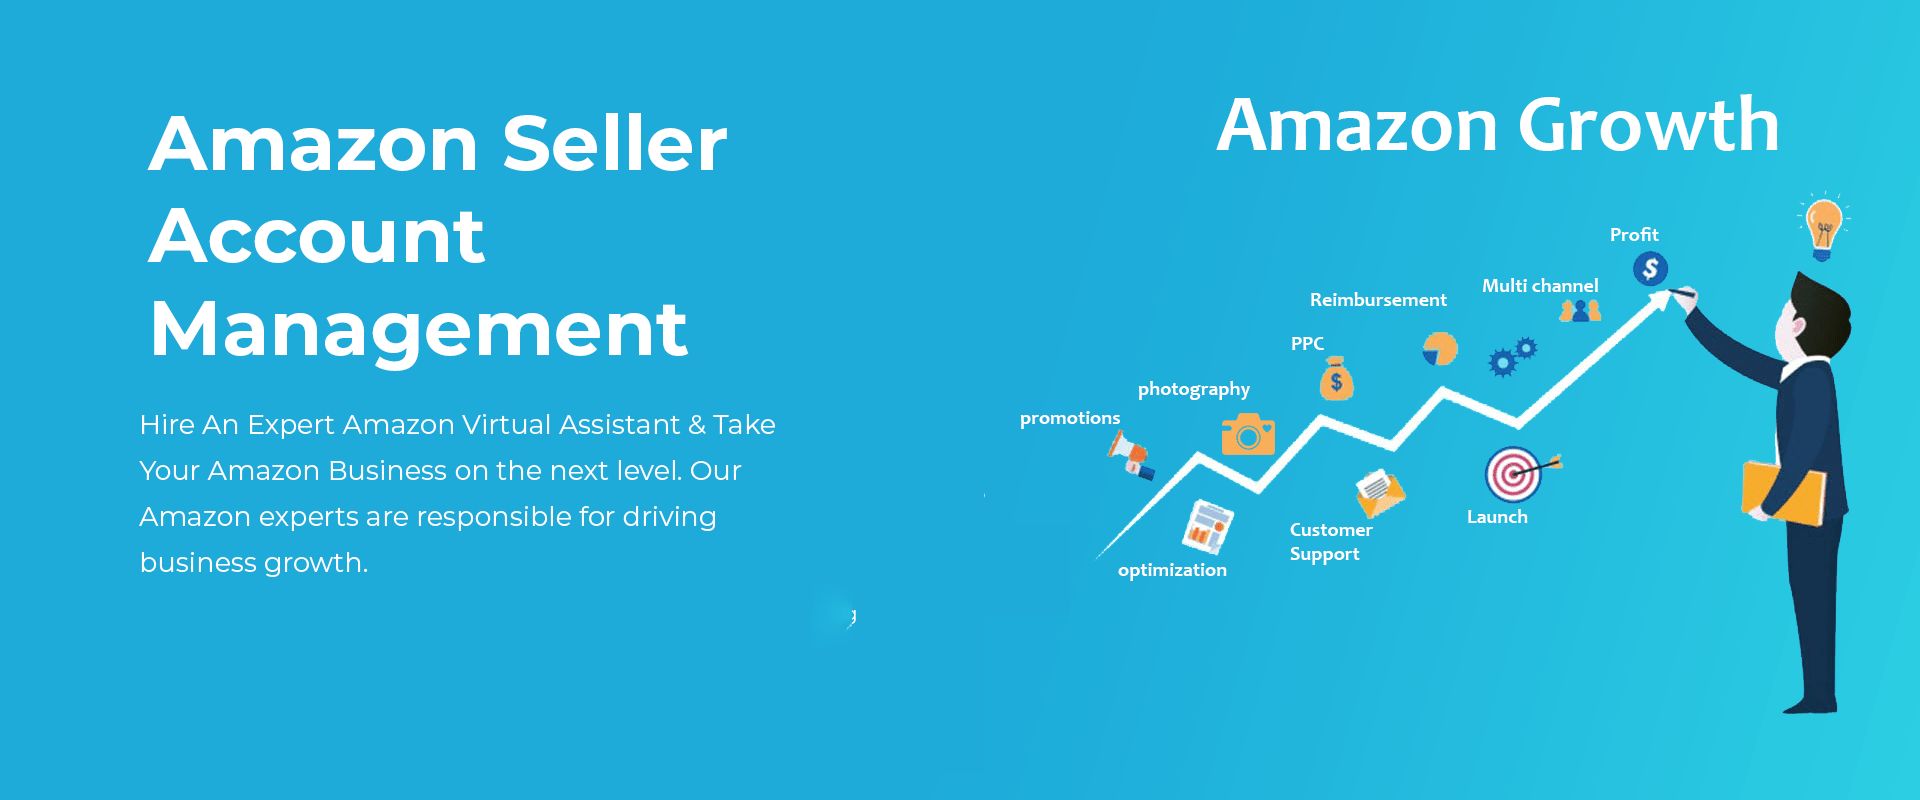 Amazon Seller
Account
Management
Hire An Expert Amazon Virtual Assistant & Take
Your Amazon Business on the next level. Our
Amazon experts are responsible for driving
business growth.
Amazon Growth
Profit
$
Multi channel
Reimbursement
PPC
$
photography
promotions
Launch
Customer
Support
optimization